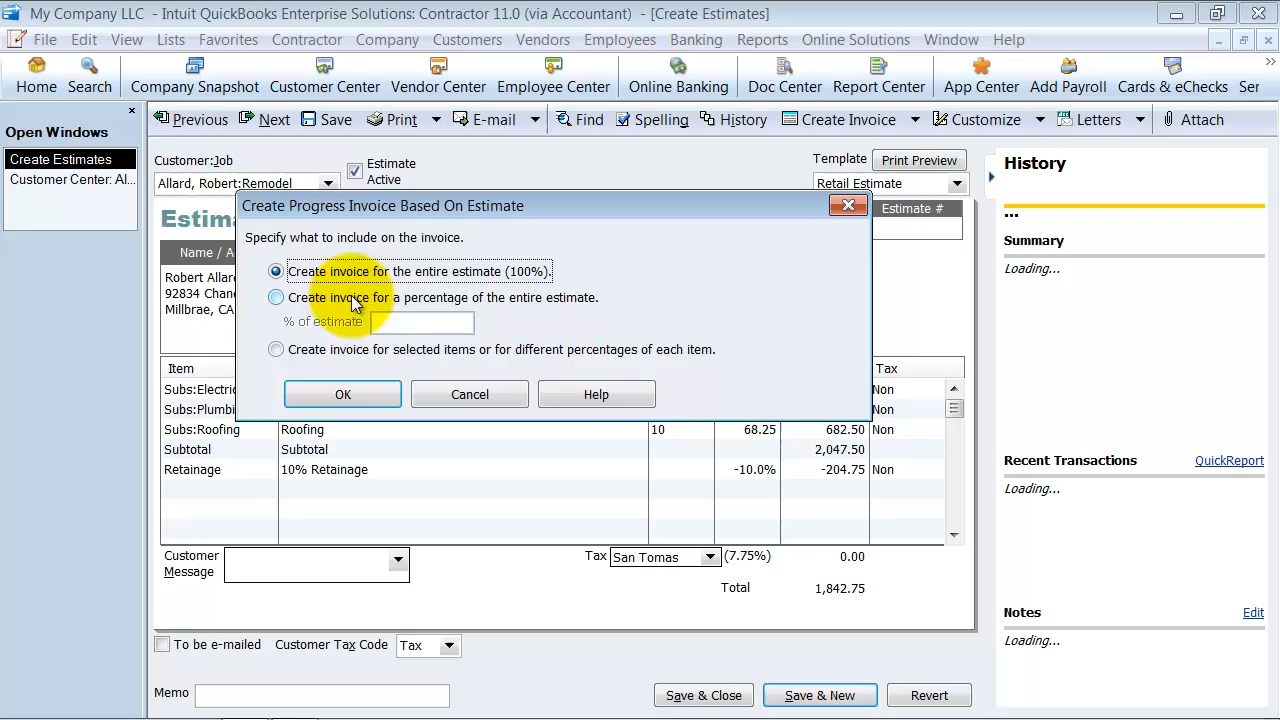 My Company LLC - Intuit QuickBooks Enterprise Solutions: Contractor 11.0 (via Accountant) - [Create Estimates]
File Edit View Lists Favorites Contractor Company Customers Vendors Employees Banking Reports Online Solutions Window Help
Home Search Company Snapshot Customer Center Vendor Center Employee Center Online Banking Doc Center Report Center App Center Add Payroll Cards & eChecks Ser
Open Windows
Create Estimates
Customer Center: Al...
Previous Next Save Print E-mail Find Spelling History Create Invoice Customize Letters Attach
Customer:Job
Allard, Robert:Remodel
Estimate
Active
Template
Print Preview
Retail Estimate
Estima
Estimate #
Name / A
Robert Allar
92834 Chan
Millbrae, CA
Create Progress Invoice Based On Estimate
Specify what to include on the invoice.
Create invoice for the entire estimate (100%).
Create invoice for a percentage of the entire estimate.
% of estimate
Create invoice for selected items or for different percentages of each item.
OK Cancel Help
Item Tax
Subs:Electric Non
Subs:Plumbi Non
Subs:Roofing Roofing 10 68.25 682.50 Non
Subtotal Subtotal 2,047.50
Retainage 10% Retainage -10.0% -204.75 Non
Customer
Message
Tax San Tomas (7.75%) 0.00
Total 1,842.75
To be e-mailed Customer Tax Code Tax
Memo
Save & Close Save & New Revert
History
...
Summary
Loading...
Recent Transactions QuickReport
Loading...
Notes Edit
Loading...